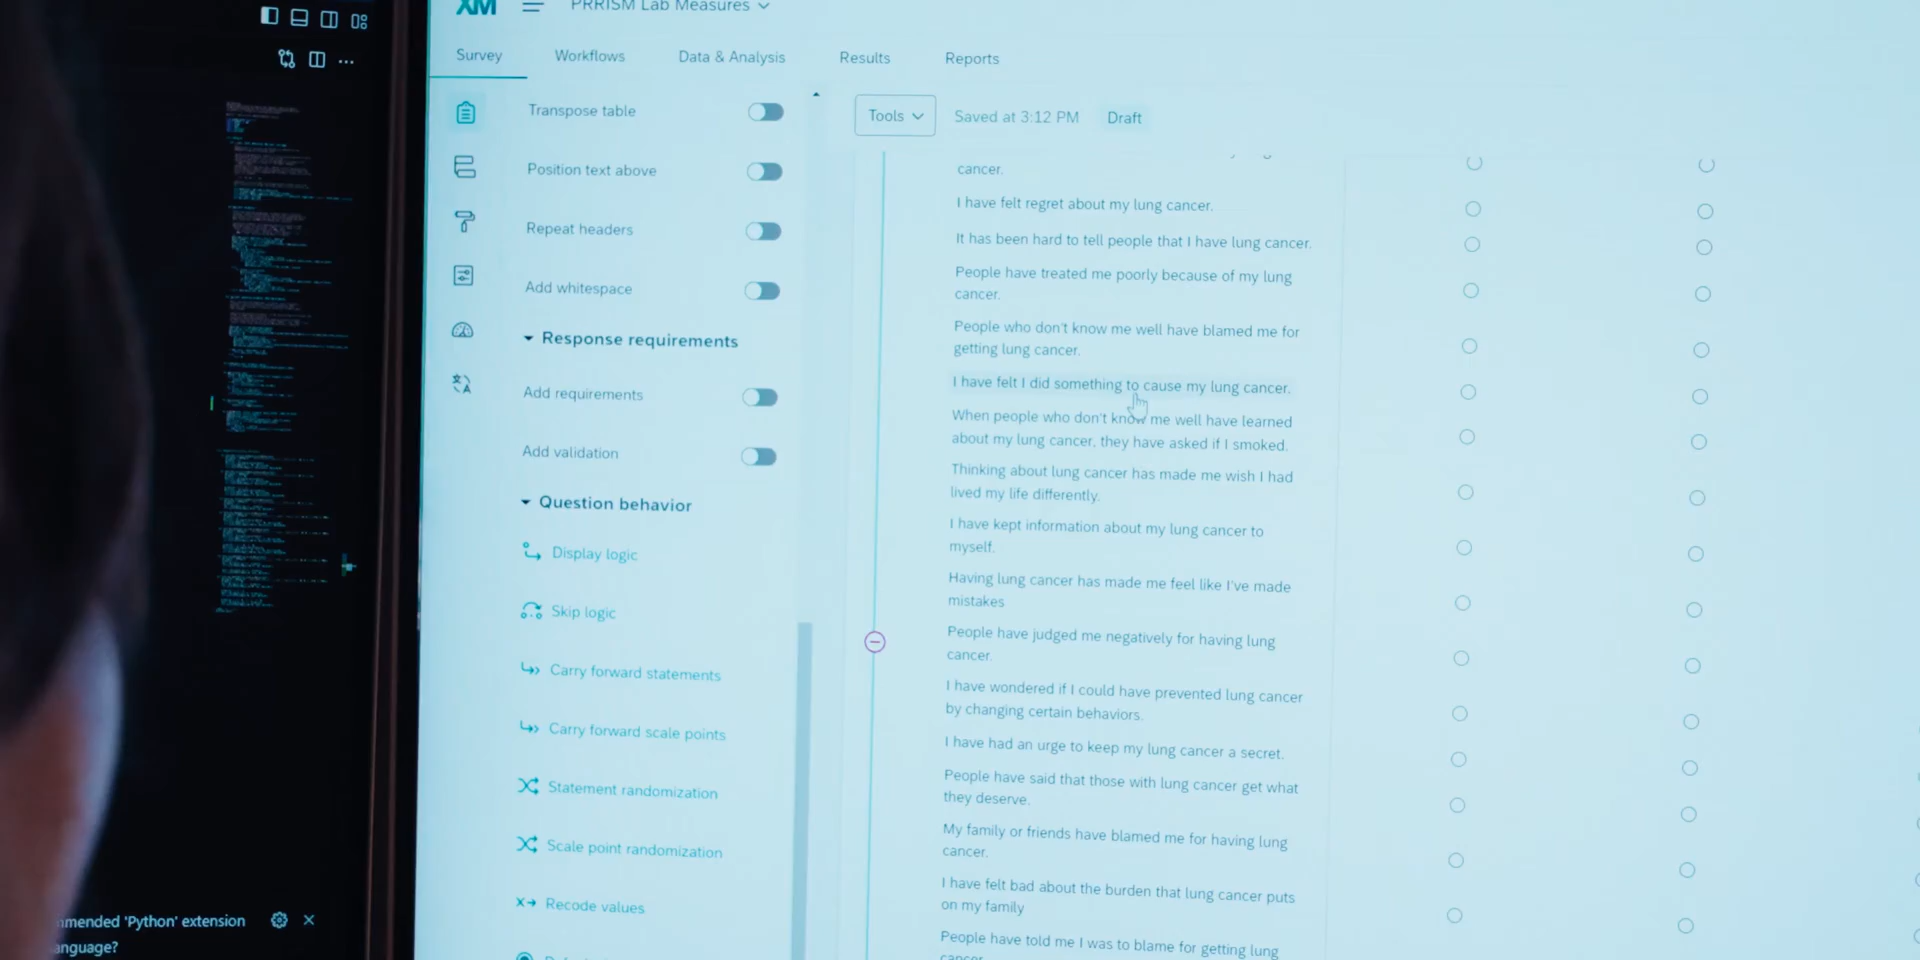 XM
PRRISM Lab Measures
Survey
Workflows
Data & Analysis
Results
Reports
Transpose table
Position text above
Repeat headers
Add whitespace
Response requirements
Add requirements
Add validation
Question behavior
Display logic
Skip logic
Carry forward statements
Carry forward scale points
Statement randomization
Scale point randomization
Recode values
Tools
Saved at 3:12 PM
Draft
cancer.
I have felt regret about my lung cancer.
It has been hard to tell people that I have lung cancer.
People have treated me poorly because of my lung
cancer.
People who don't know me well have blamed me for
getting lung cancer.
I have felt I did something to cause my lung cancer.
When people who don't know me well have learned
about my lung cancer, they have asked if I smoked.
Thinking about lung cancer has made me wish I had
lived my life differently.
I have kept information about my lung cancer to
myself.
Having lung cancer has made me feel like I've made
mistakes
People have judged me negatively for having lung
cancer.
I have wondered if I could have prevented lung cancer
by changing certain behaviors.
I have had an urge to keep my lung cancer a secret.
People have said that those with lung cancer get what
they deserve.
My family or friends have blamed me for having lung
cancer.
I have felt bad about the burden that lung cancer puts
on my family
People have told me I was to blame for getting lung
cancer
'Python' extension